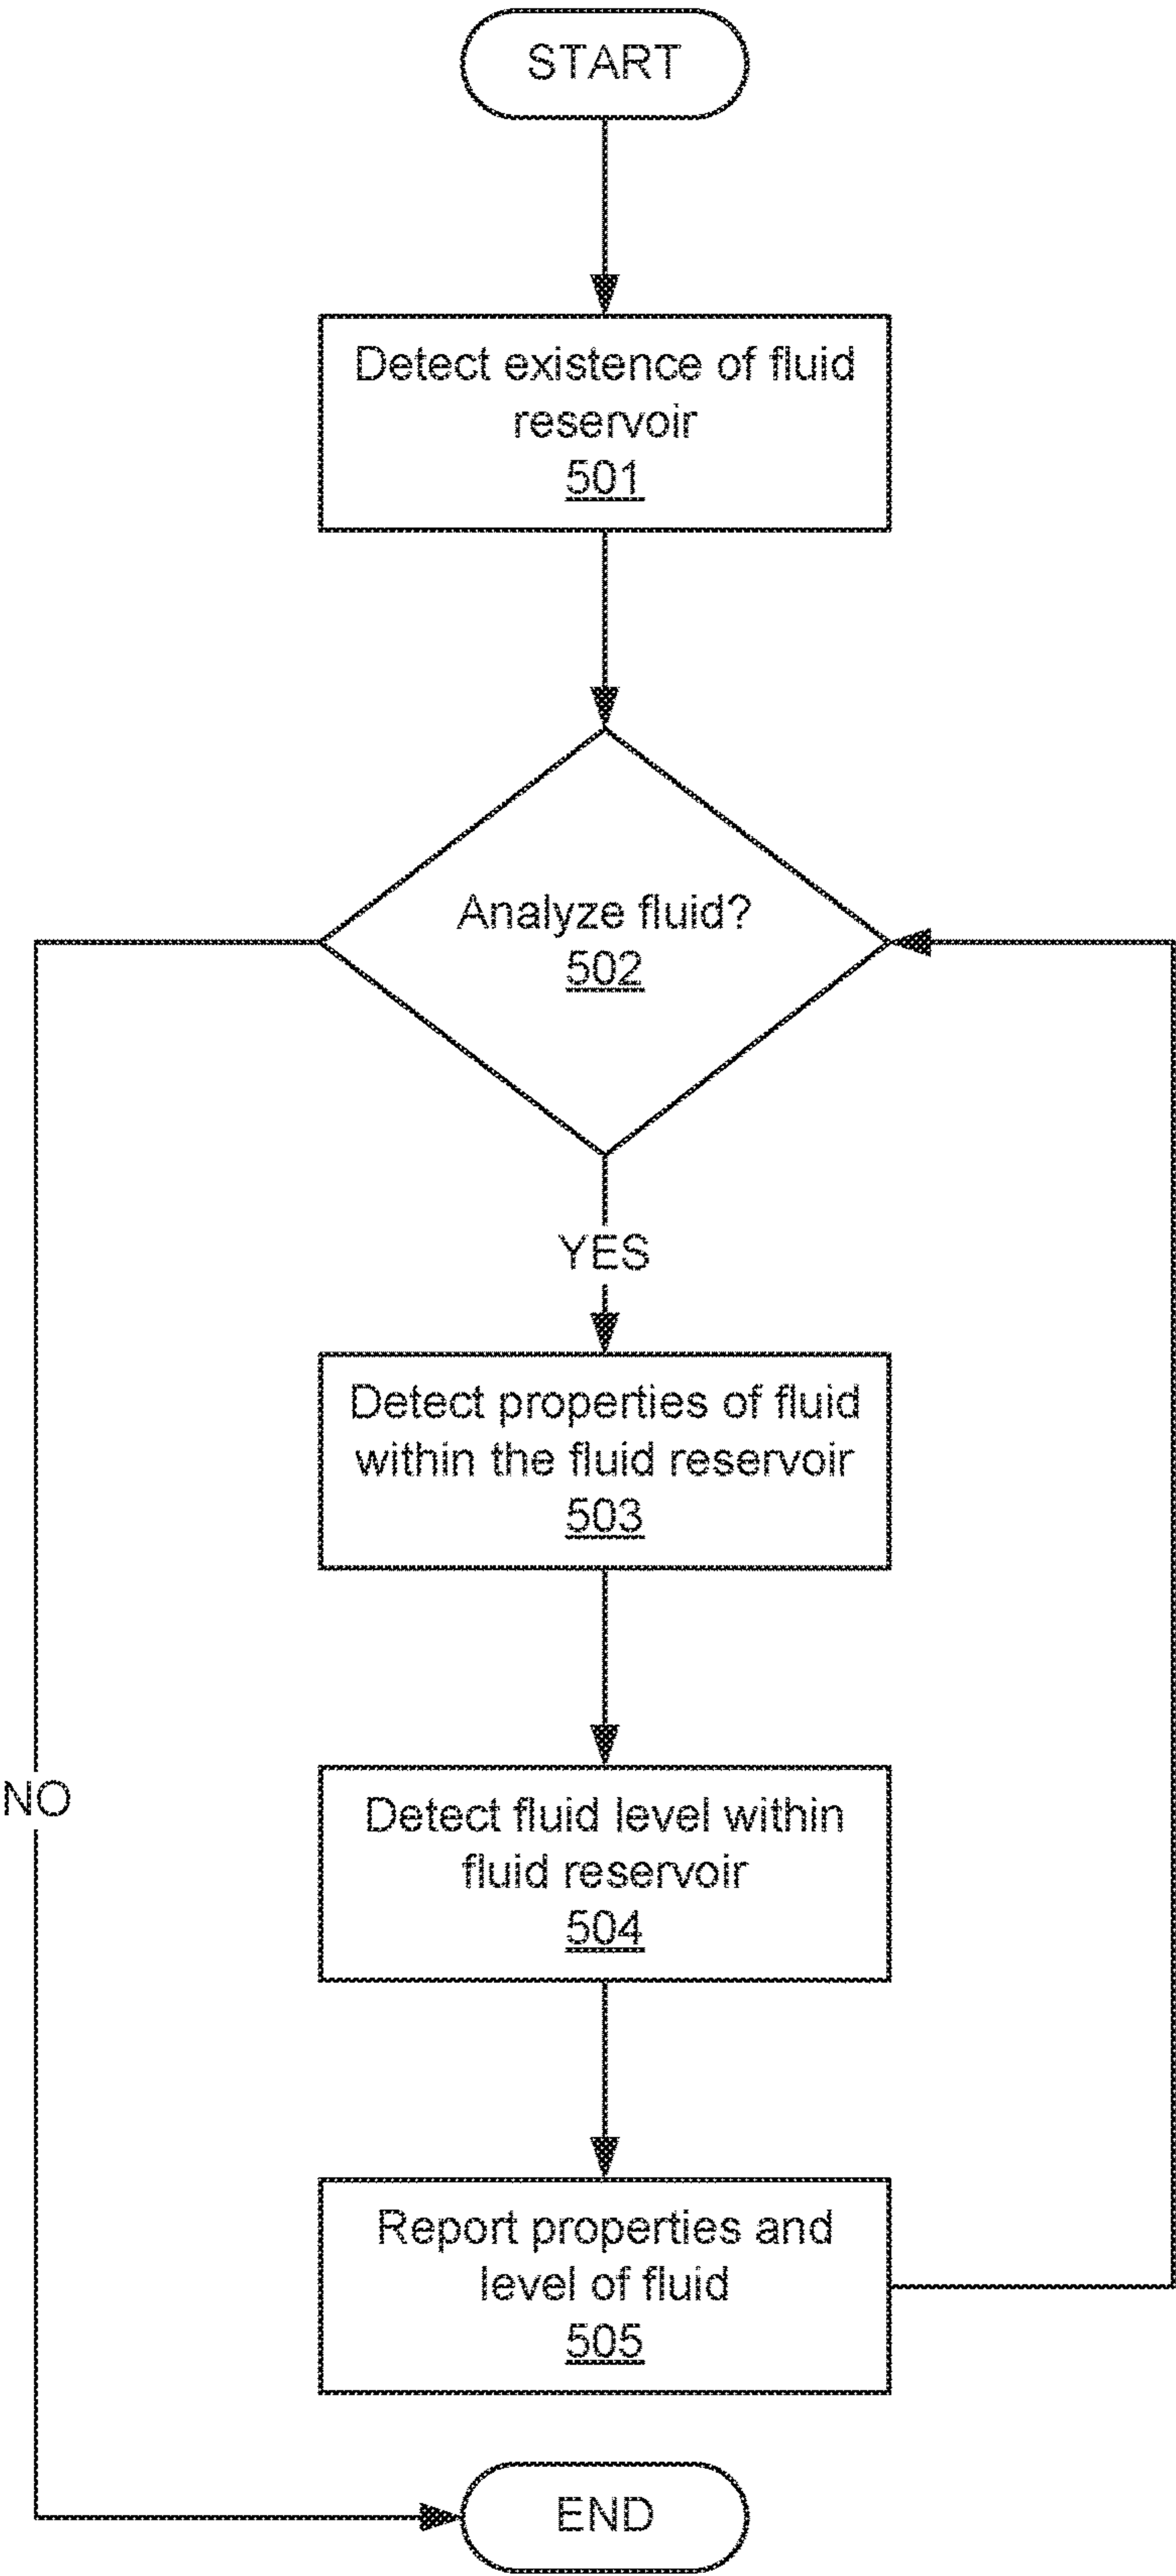 START
Detect existence of fluid
reservoir
501
Analyze fluid?
502
YES
Detect properties of fluid
within the fluid reservoir
503
NO
Detect fluid level within
fluid reservoir
504
Report properties and
level of fluid
505
END